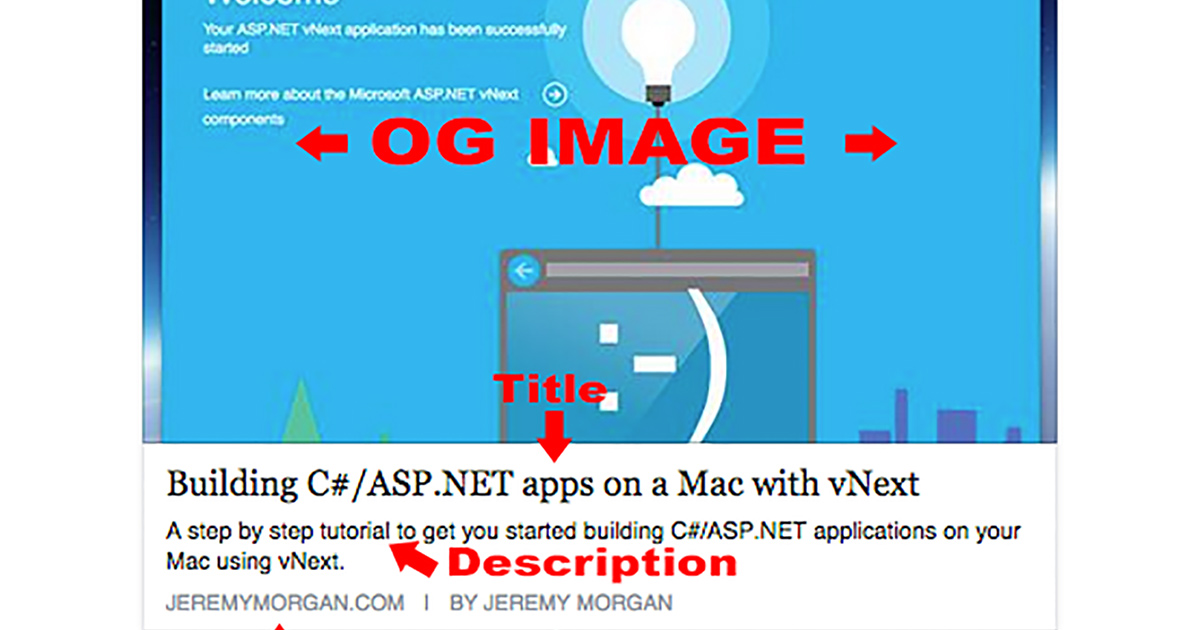 Welcome
Your ASP.NET vNext application has been successfully
started
Learn more about the Microsoft ASP.NET vNext
components
OG IMAGE
:-)
Title
Building C#/ASP.NET apps on a Mac with vNext
A step by step tutorial to get you started building C#/ASP.NET applications on your
Mac using vNext.
Description
JEREMYMORGAN.COM | BY JEREMY MORGAN